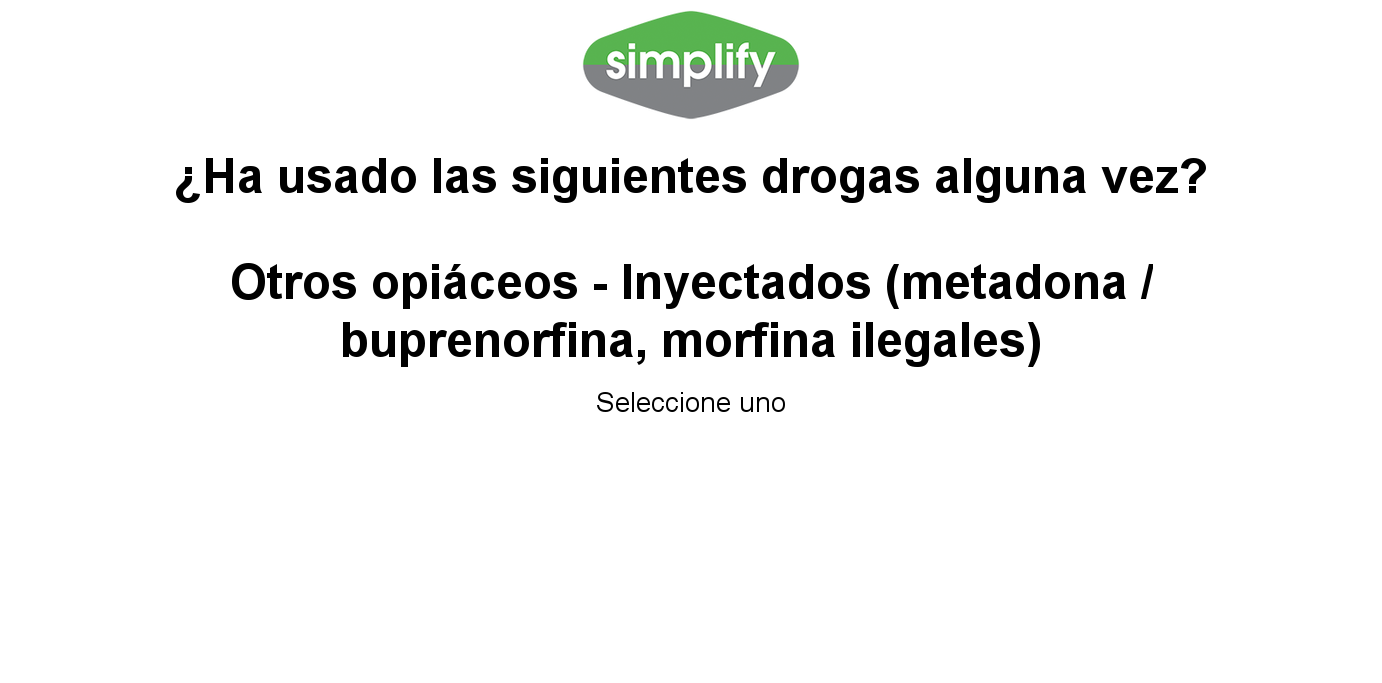 simplify
¿Ha usado las siguientes drogas alguna vez?
Otros opiáceos - Inyectados (metadona /
buprenorfina, morfina ilegales)
Seleccione uno